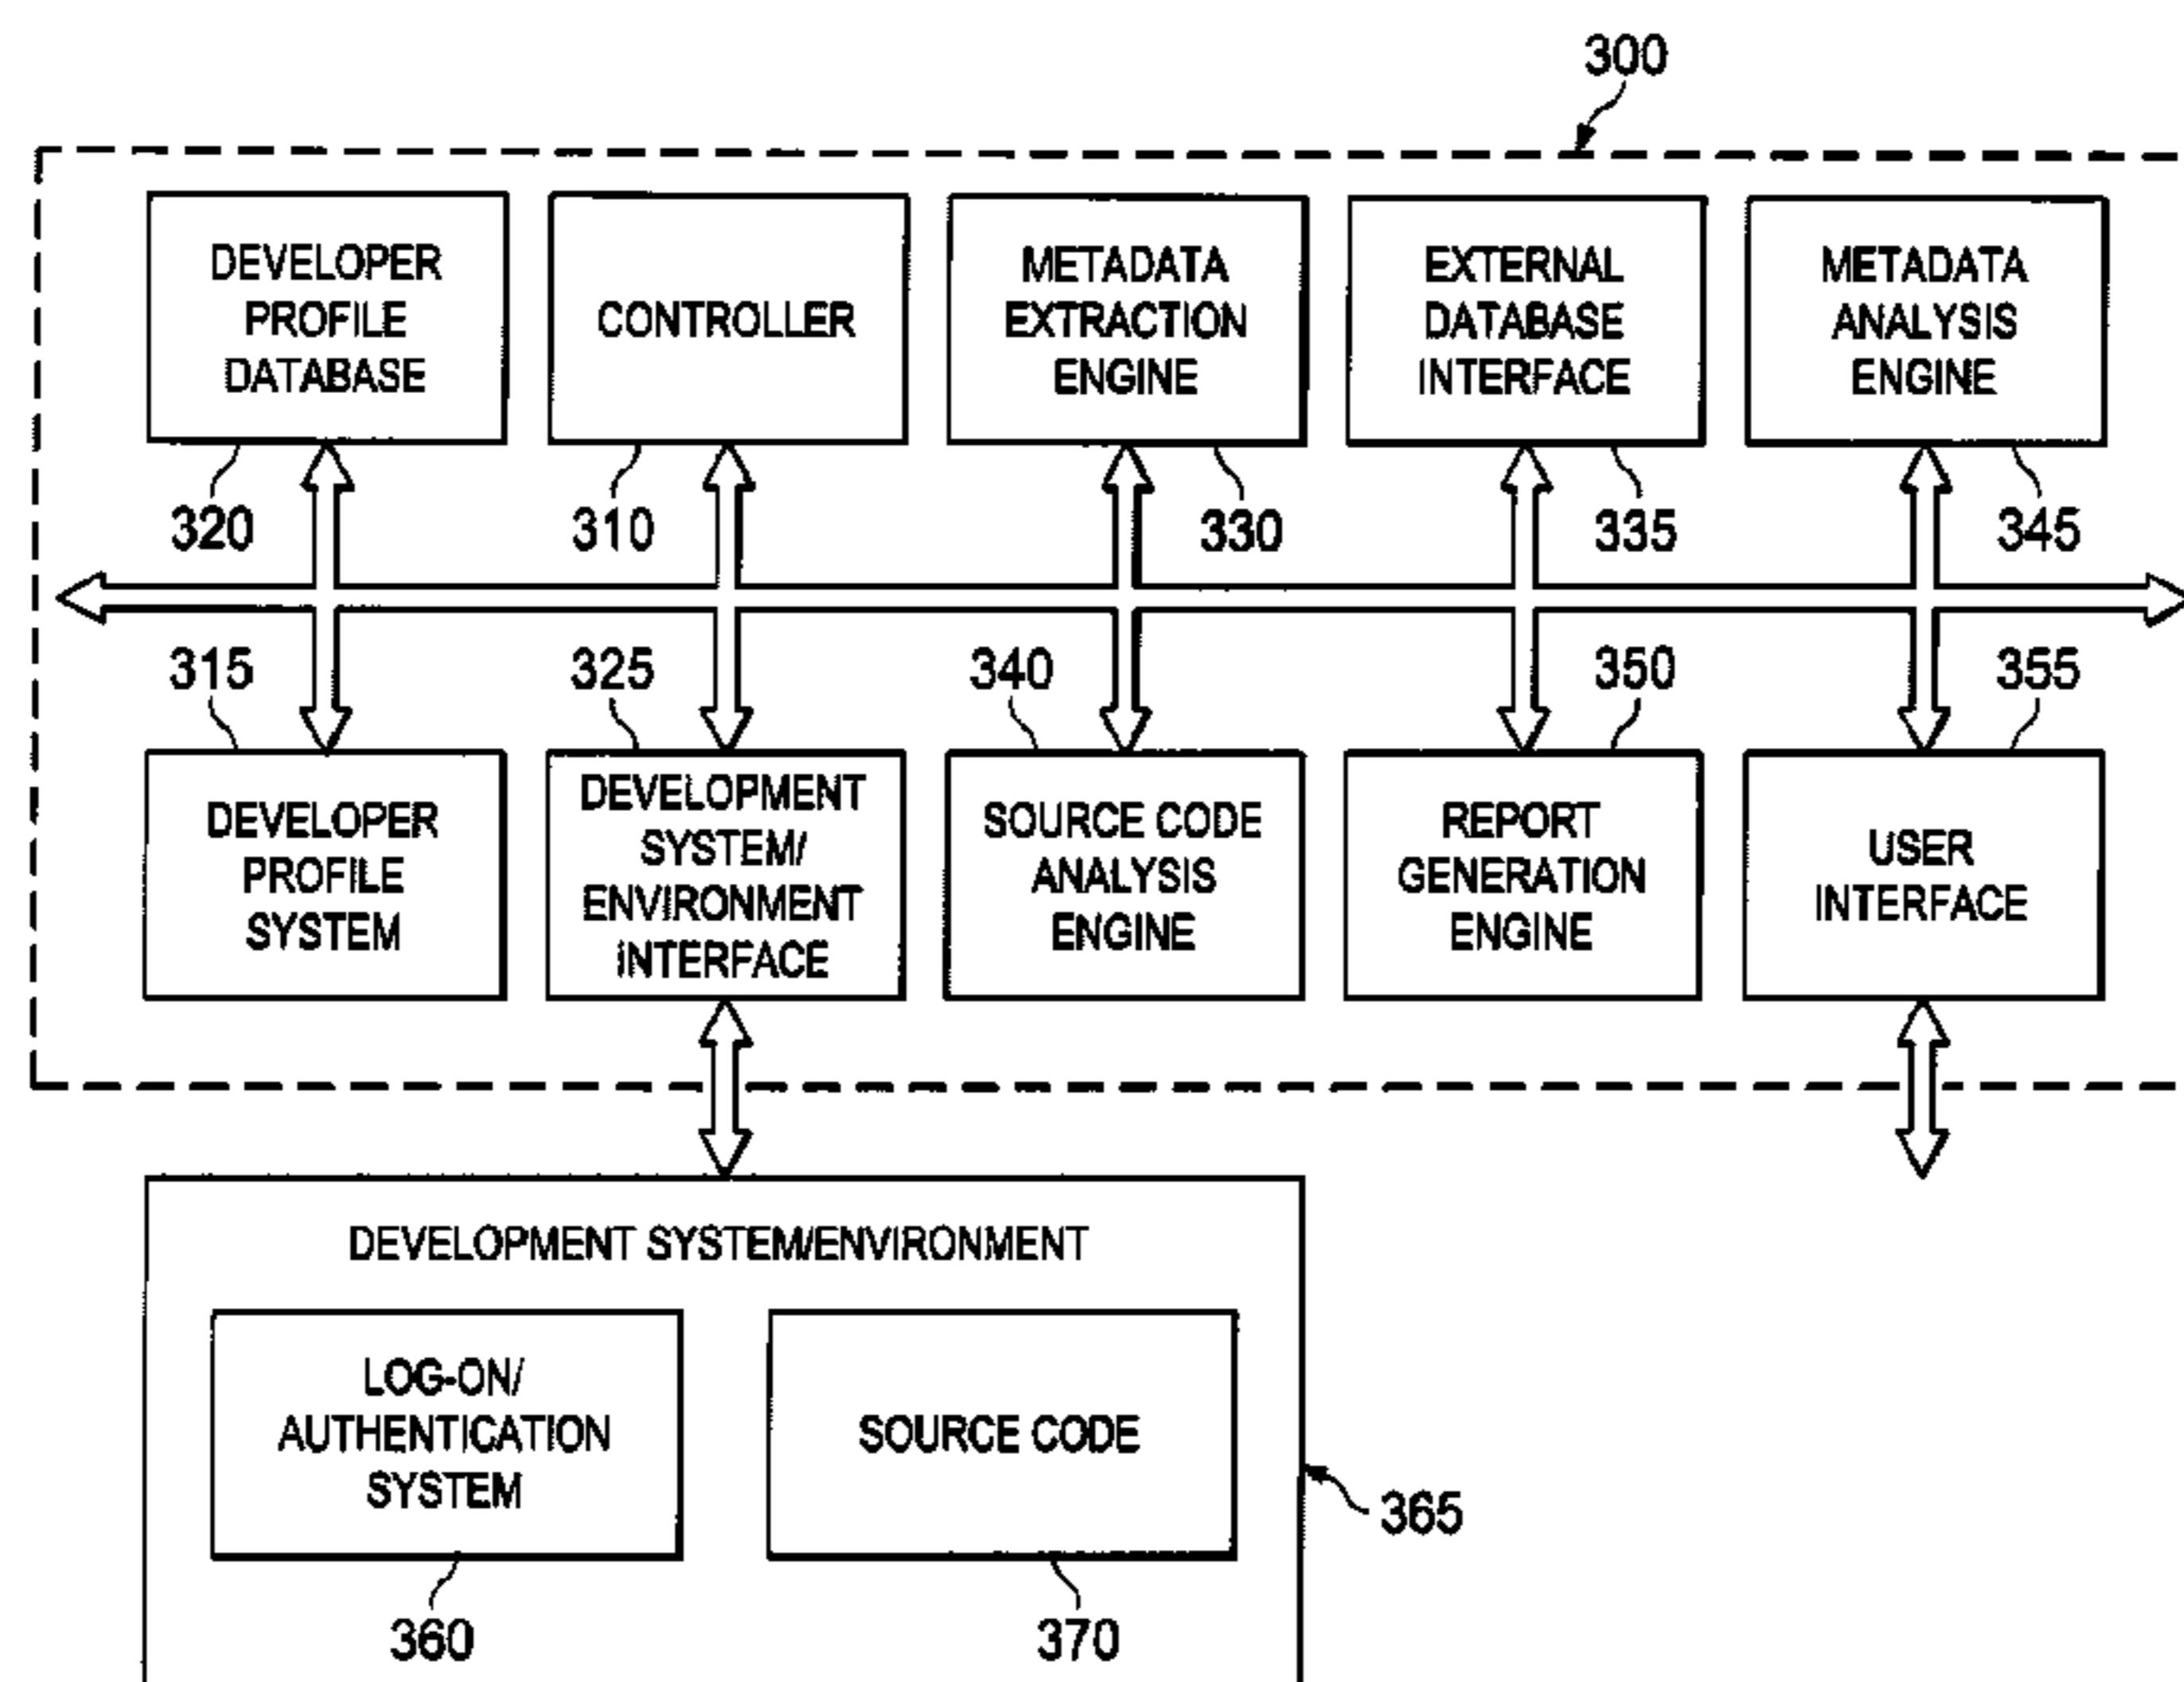 300
DEVELOPER
PROFILE
DATABASE
CONTROLLER
METADATA
EXTRACTION
ENGINE
EXTERNAL
DATABASE
INTERFACE
METADATA
ANALYSIS
ENGINE
320
310
330
335
345
315
325
340
350
355
DEVELOPER
PROFILE
SYSTEM
DEVELOPMENT
SYSTEM/
ENVIRONMENT
INTERFACE
SOURCE CODE
ANALYSIS
ENGINE
REPORT
GENERATION
ENGINE
USER
INTERFACE
DEVELOPMENT SYSTEM/ENVIRONMENT
LOG-ON/
AUTHENTICATION
SYSTEM
SOURCE CODE
365
360
370